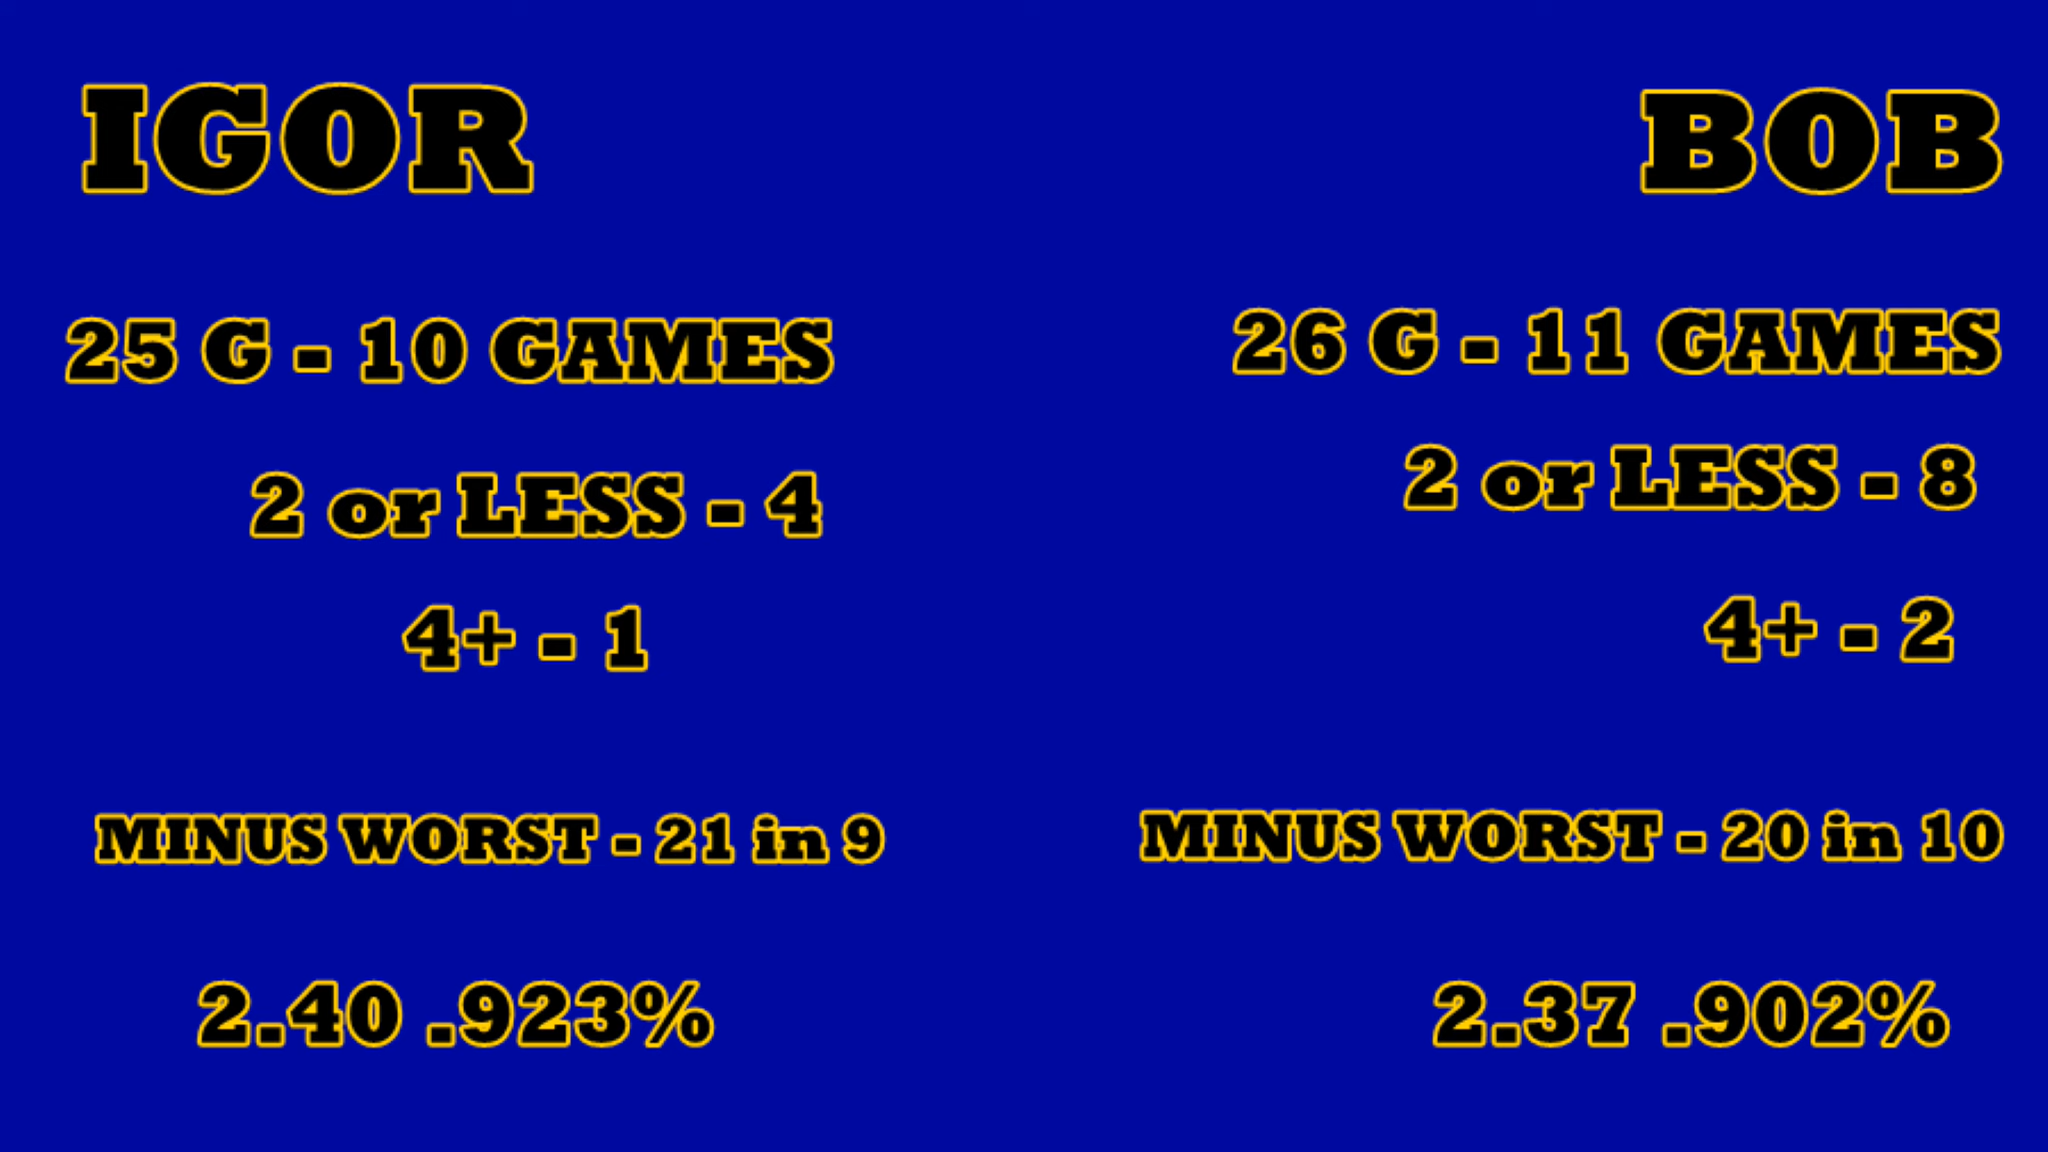 IGOR
25 G - 10 GAMES
2 or LESS - 4
4+ - 1
MINUS WORST - 21 in 9
2.40 .923%
BOB
26 G - 11 GAMES
2 or LESS - 8
4+ - 2
MINUS WORST - 20 in 10
2.37 .902%